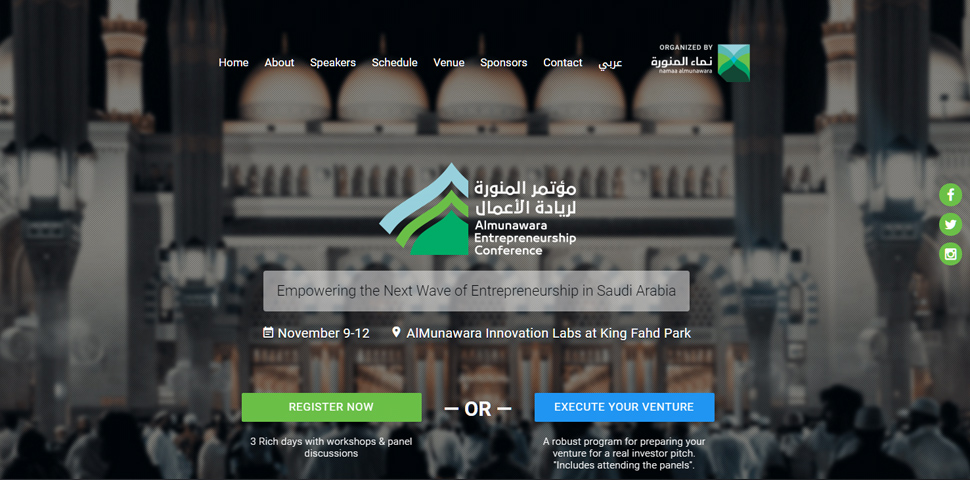 Home About Speakers Schedule Venue Sponsors Contact عربي
ORGANIZED BY
نماء المنورة
namaa almunawara
مؤتمر المنورة
لريادة الأعمال
Almunawara
Entrepreneurship
Conference
Empowering the Next Wave of Entrepreneurship in Saudi Arabia
November 9-12 AlMunawara Innovation Labs at King Fahd Park
REGISTER NOW
3 Rich days with workshops & panel
discussions
— OR —
EXECUTE YOUR VENTURE
A robust program for preparing your
venture for a real investor pitch.
"Includes attending the panels".